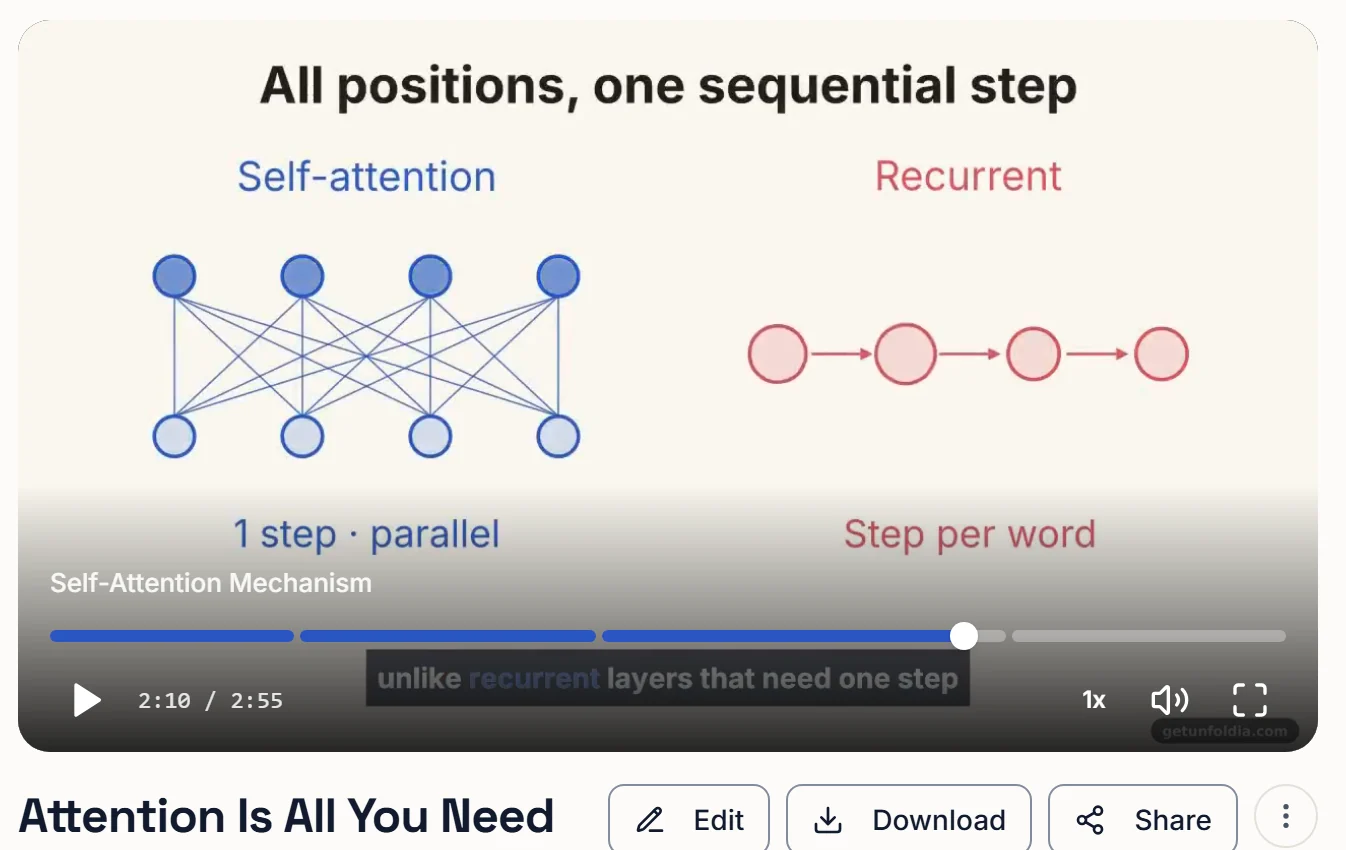 All positions, one sequential step
Self-attention
Recurrent
1 step · parallel
Step per word
Self-Attention Mechanism
unlike recurrent layers that need one step
2:10 / 2:55
1x
getunfoldia.com
Attention Is All You Need
Edit
Download
Share